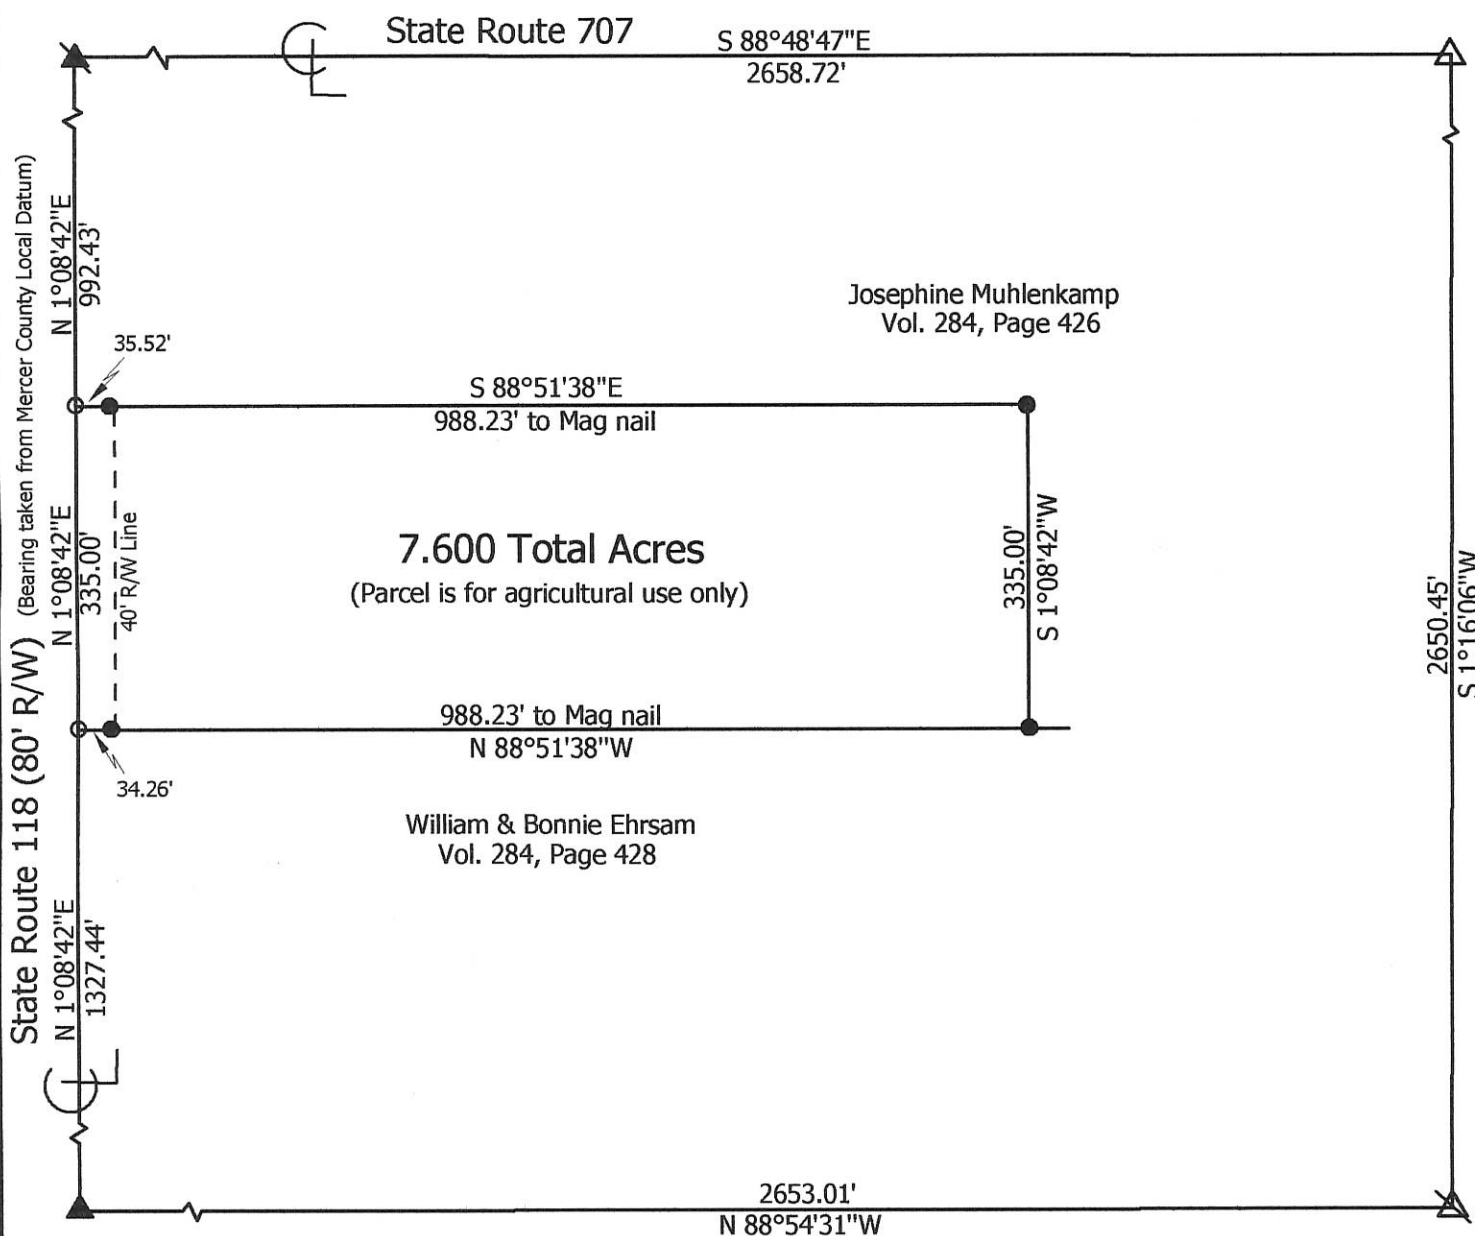 State Route 707
S 88°48'47"E
2658.72'
(Bearing taken from Mercer County Local Datum)
N 1°08'42"E
992.43'
Josephine Muhlenkamp
Vol. 284, Page 426
35.52'
S 88°51'38"E
988.23' to Mag nail
N 1°08'42"E
335.00'
40' R/W Line
7.600 Total Acres
(Parcel is for agricultural use only)
335.00'
S 1°08'42"W
2650.45'
S 1°16'06"W
988.23' to Mag nail
N 88°51'38"W
34.26'
State Route 118 (80' R/W)
William & Bonnie Ehrsam
Vol. 284, Page 428
N 1°08'42"E
1327.44'
2653.01'
N 88°54'31"W